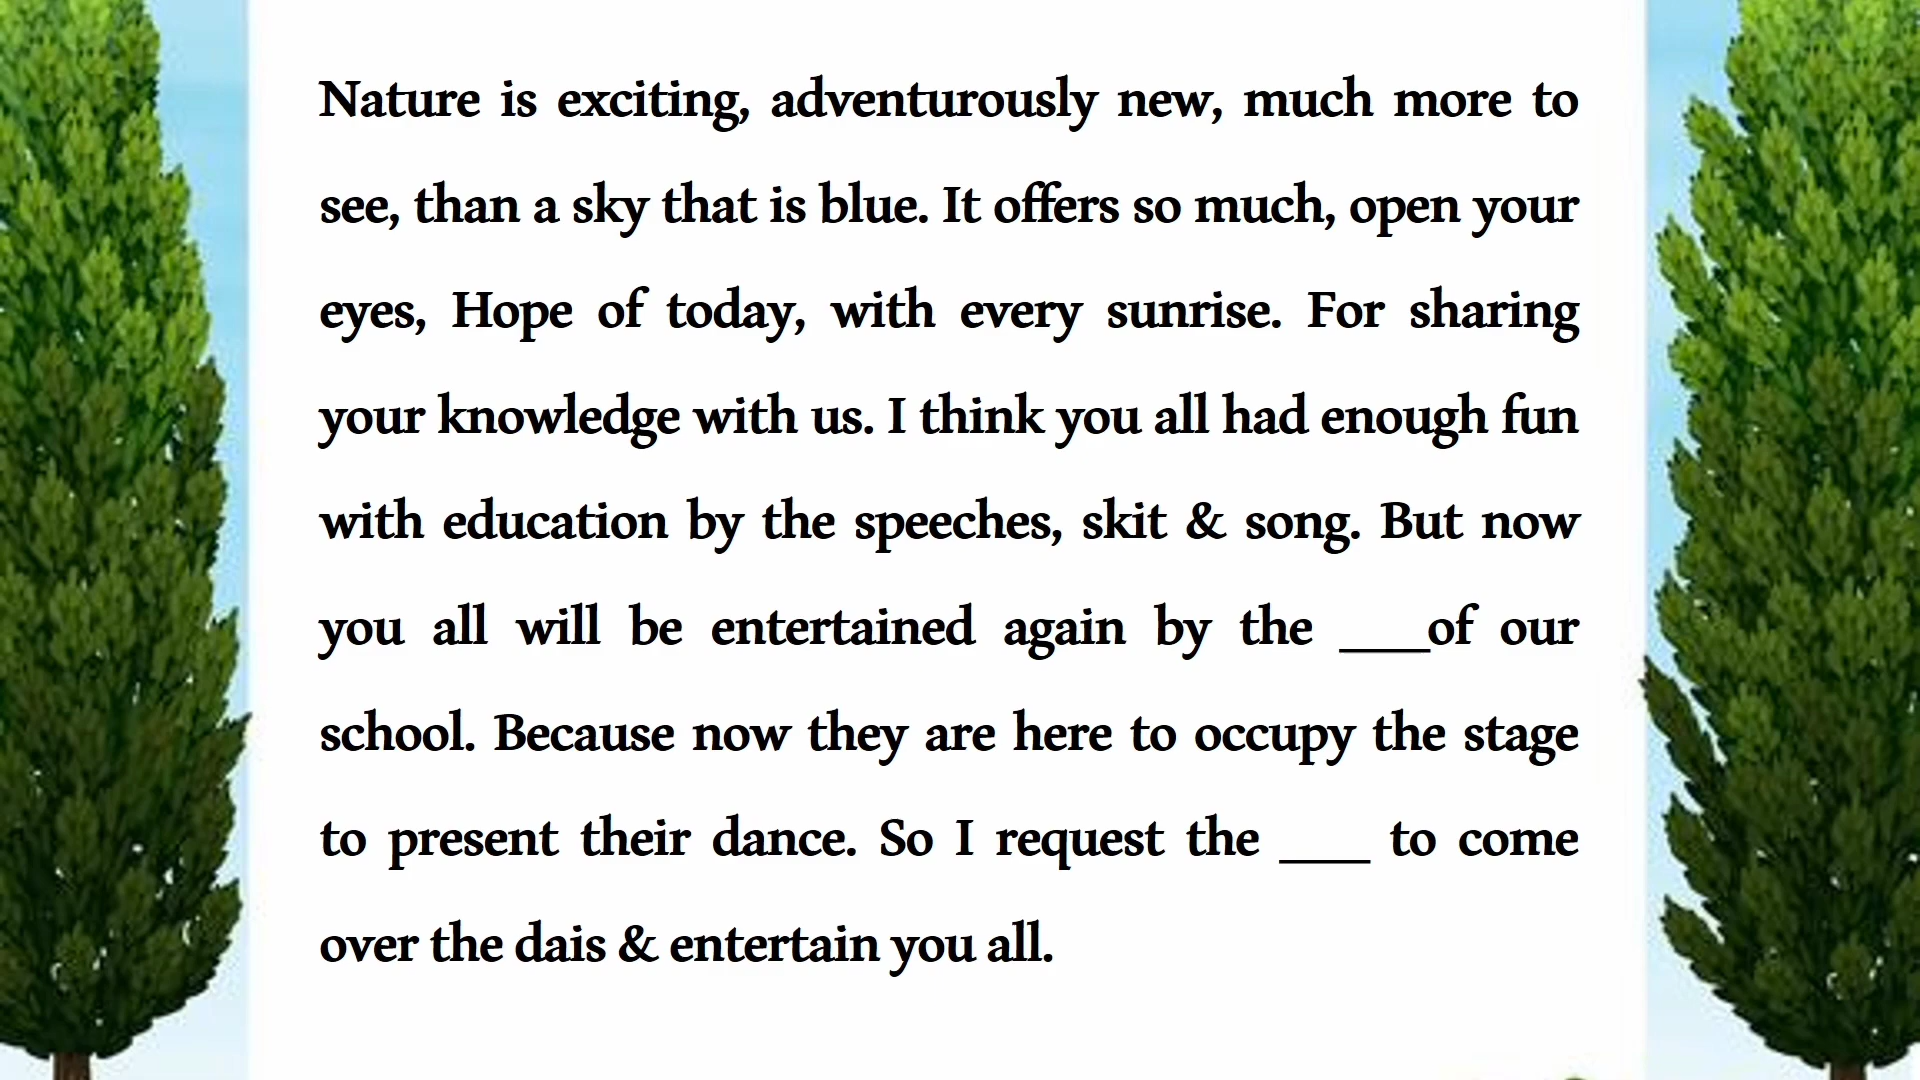 Nature is exciting, adventurously new, much more to
see, than a sky that is blue. It offers so much, open your
eyes, Hope of today, with every sunrise. For sharing
your knowledge with us. I think you all had enough fun
with education by the speeches, skit & song. But now
you all will be entertained again by the ____of our
school. Because now they are here to occupy the stage
to present their dance. So I request the ____ to come
over the dais & entertain you all.